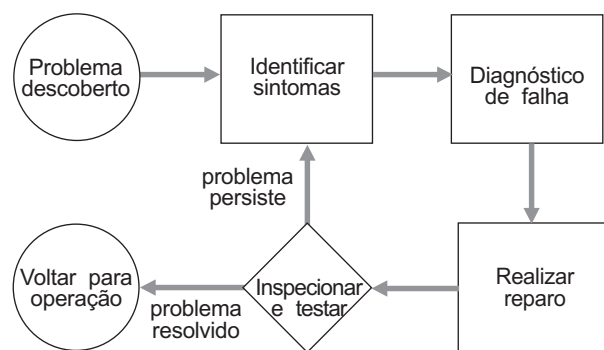 Problema
descoberto
Identificar
sintomas
Diagnóstico
de falha
problema
persiste
Voltar para
operação
problema
resolvido
Inspecionar
e testar
Realizar
reparo